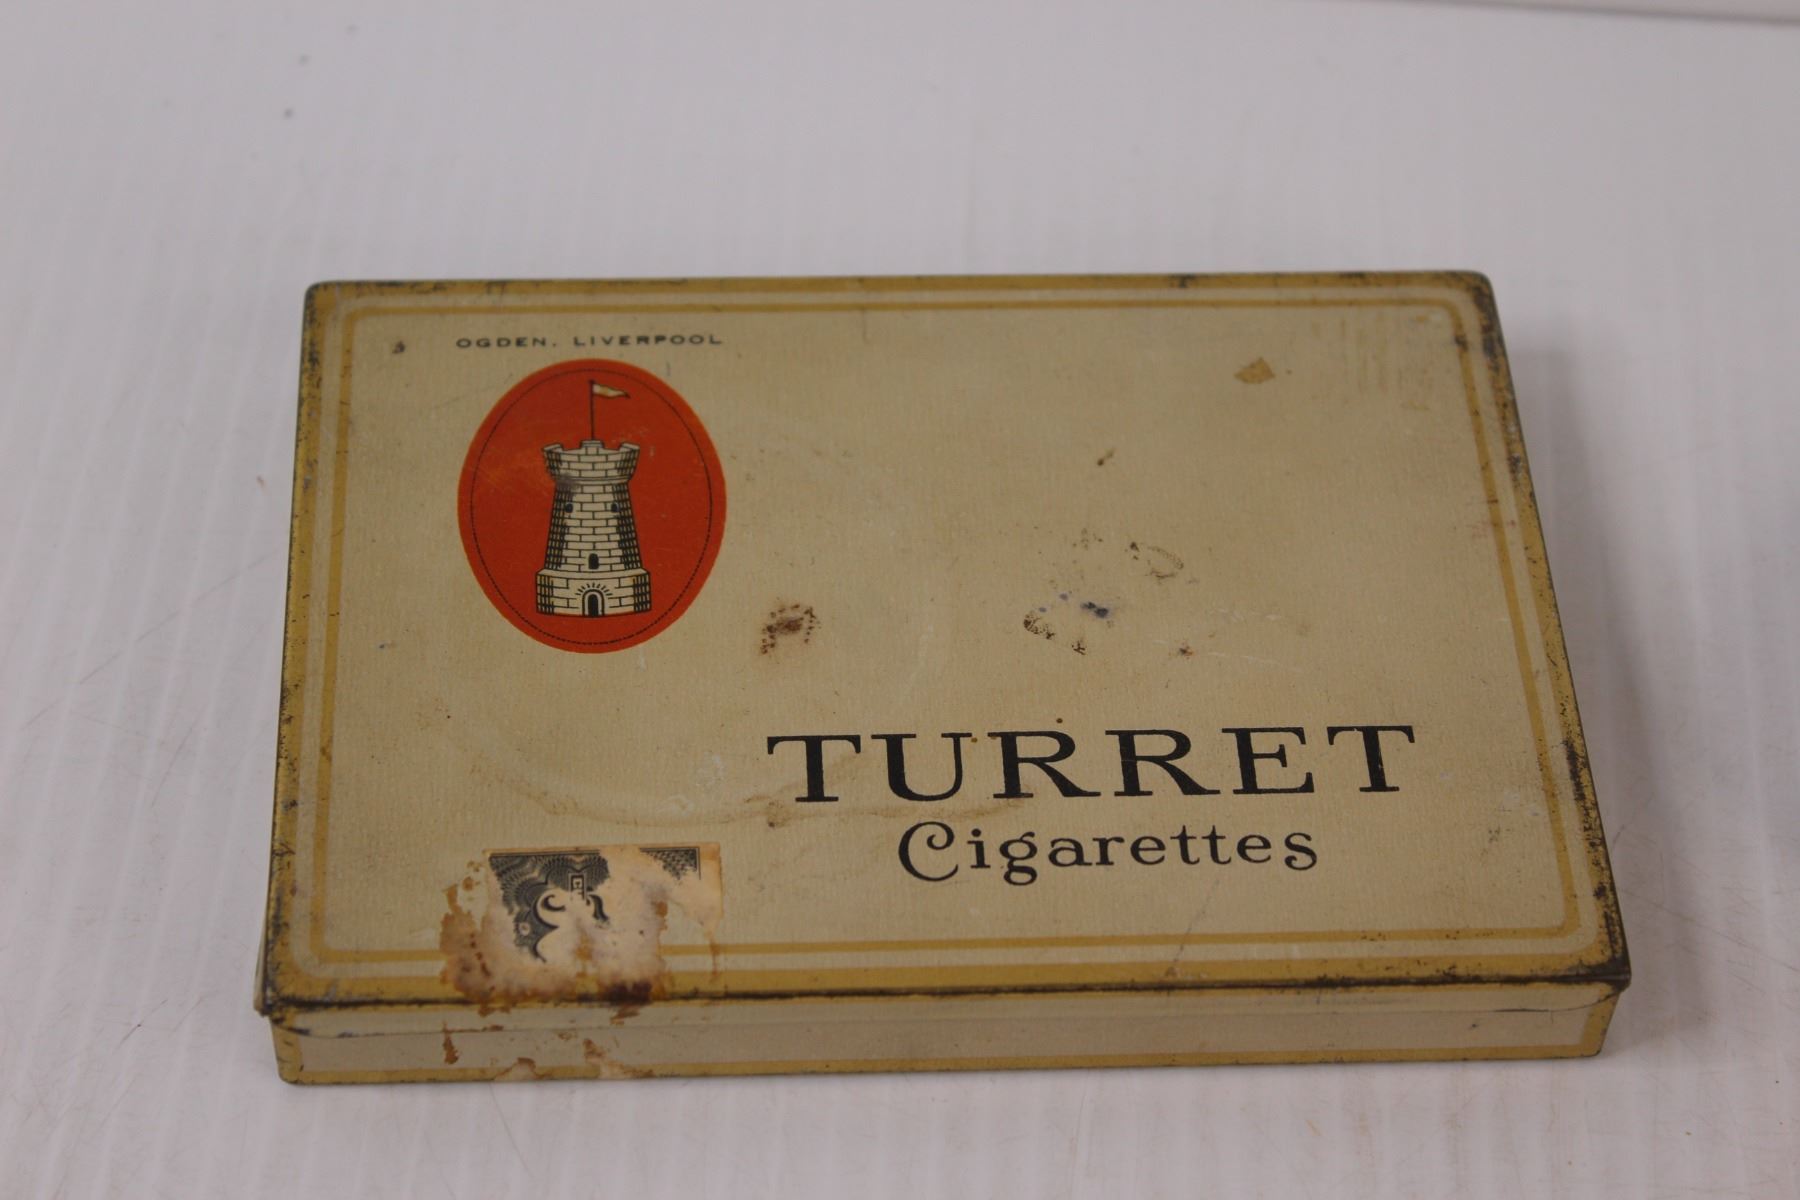 OGDEN, LIVERPOOL
TURRET
Cigarettes